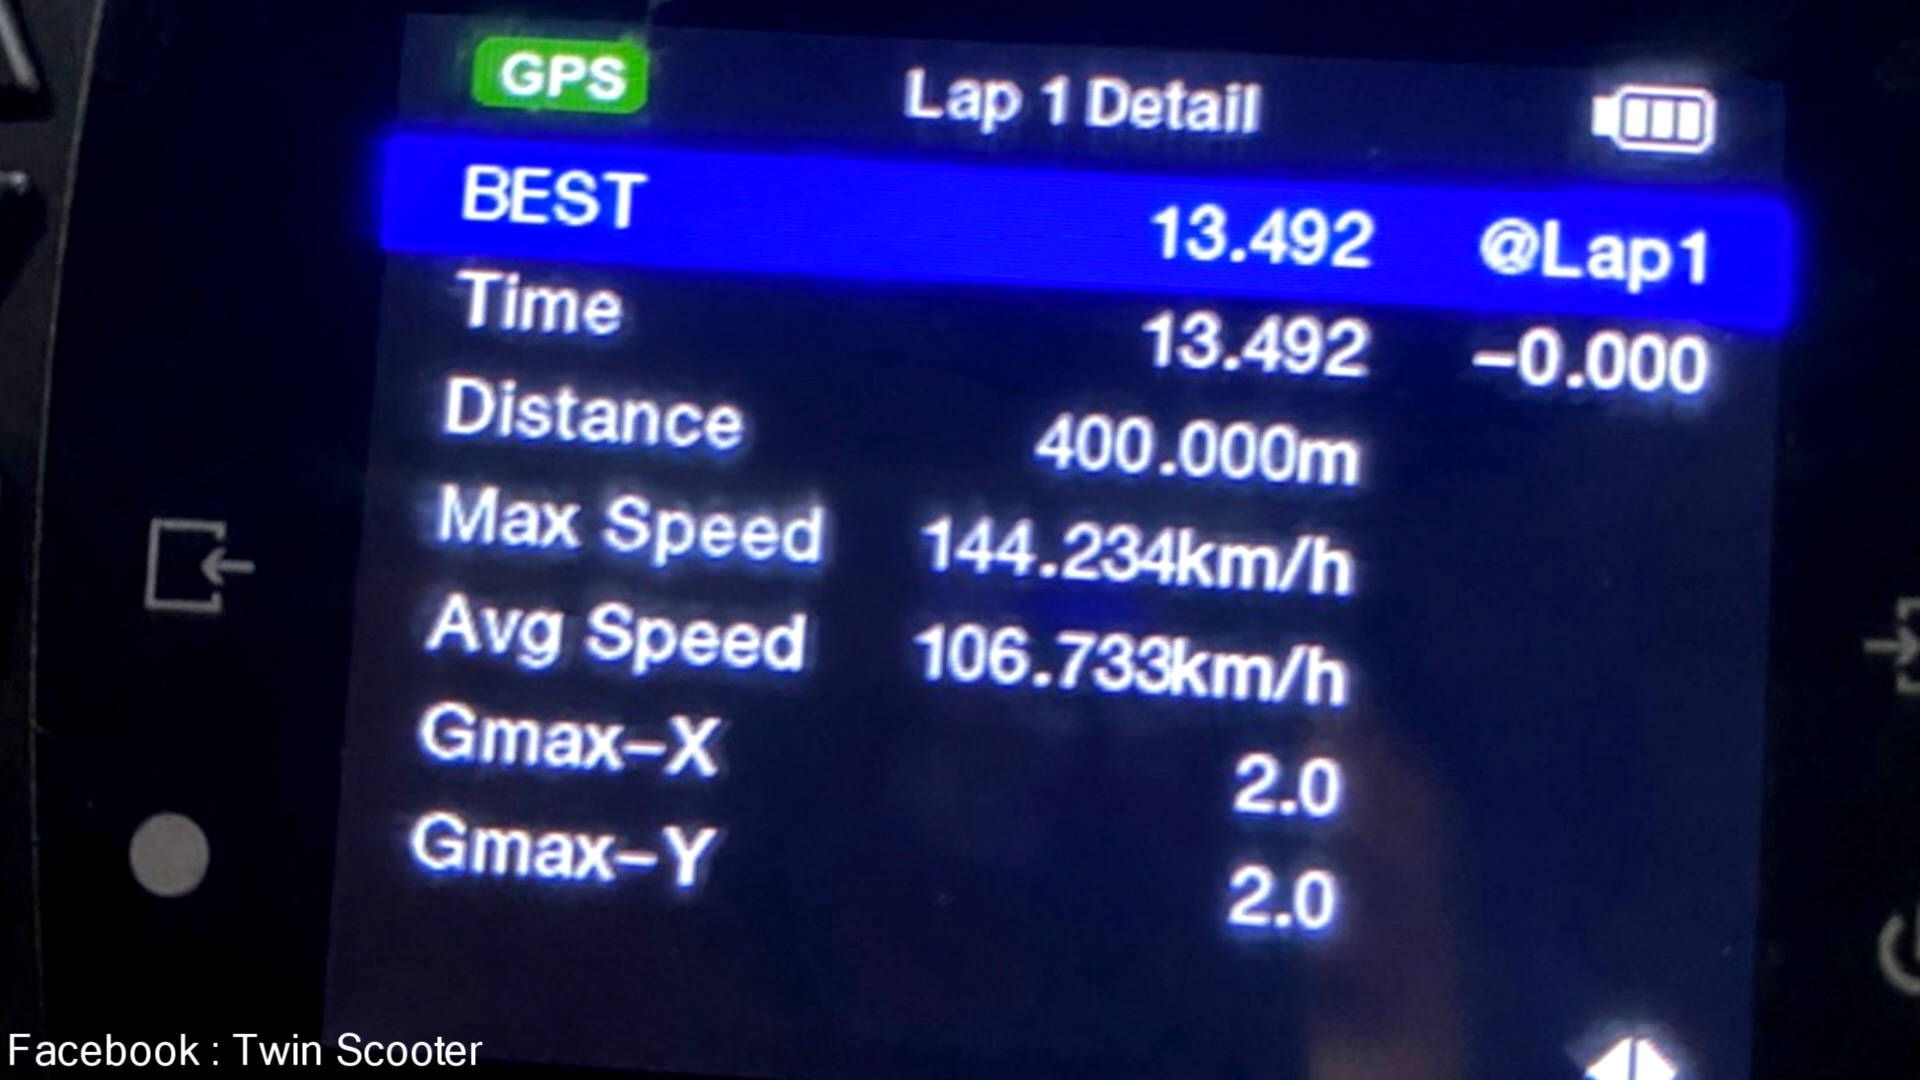 GPS Lap 1 Detail
BEST 13.492 @Lap1
Time 13.492 –0.000
Distance 400.000m
Max Speed 144.234km/h
Avg Speed 106.733km/h
Gmax–X 2.0
Gmax–Y 2.0
Facebook : Twin Scooter